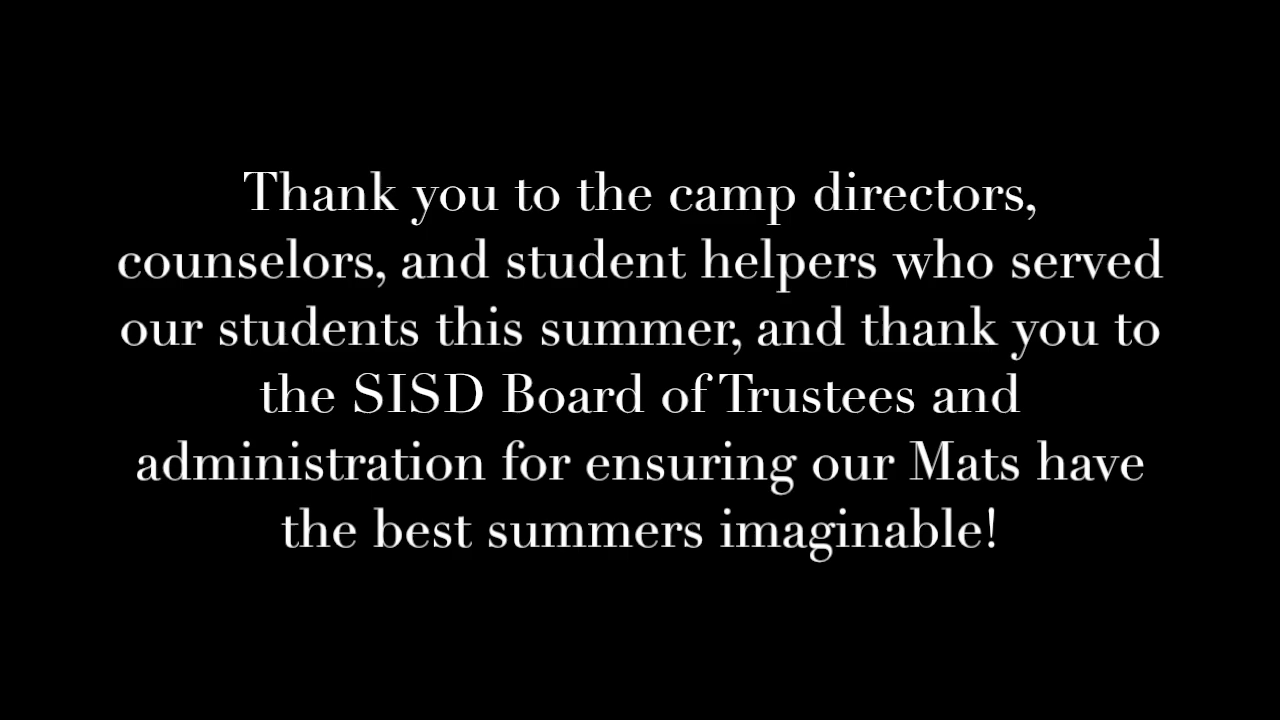 Thank you to the camp directors,
counselors, and student helpers who served
our students this summer, and thank you to
the SISD Board of Trustees and
administration for ensuring our Mats have
the best summers imaginable!